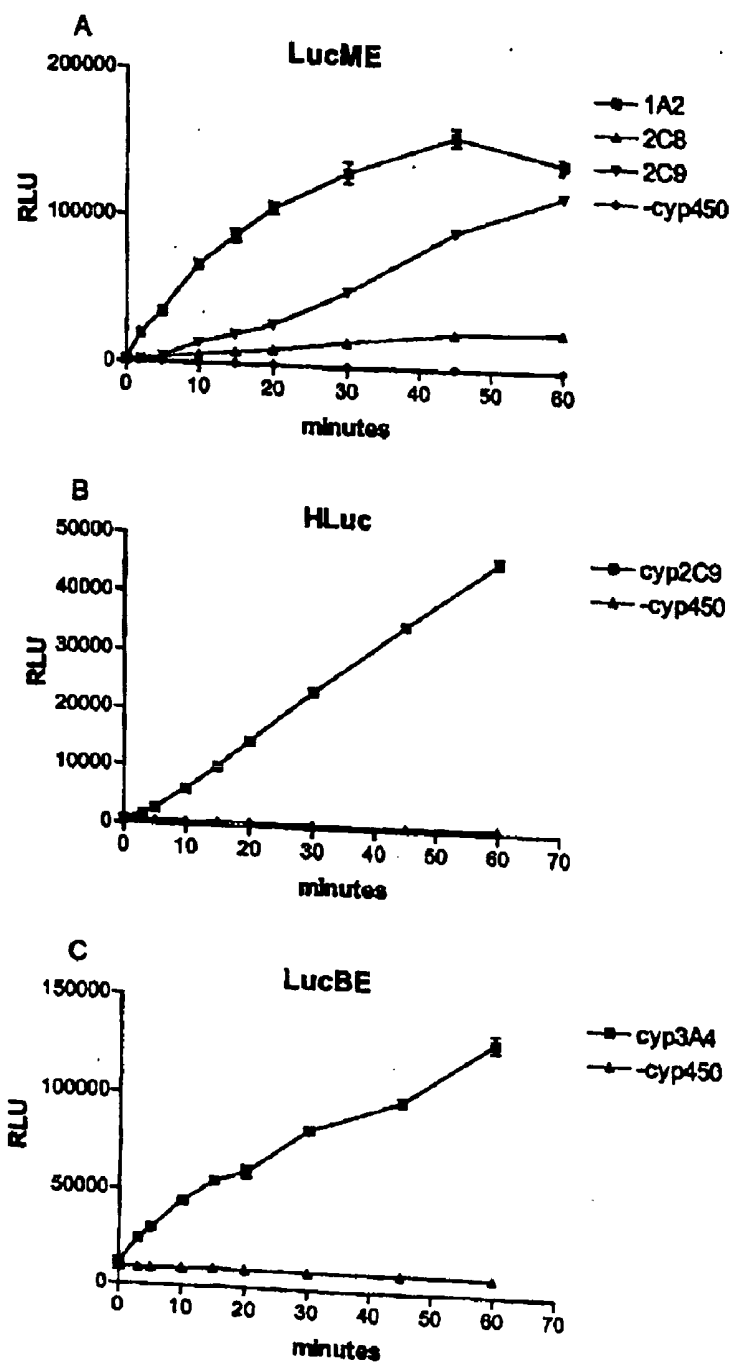 A
LucME
200000
100000
0
RLU
0 10 20 30 40 50 60
minutes
1A2
2C8
2C9
-cyp450
B
HLuc
50000
40000
30000
20000
10000
0
RLU
0 10 20 30 40 50 60 70
minutes
cyp2C9
-cyp450
C
LucBE
150000
100000
50000
0
RLU
0 10 20 30 40 50 60 70
minutes
cyp3A4
-cyp450